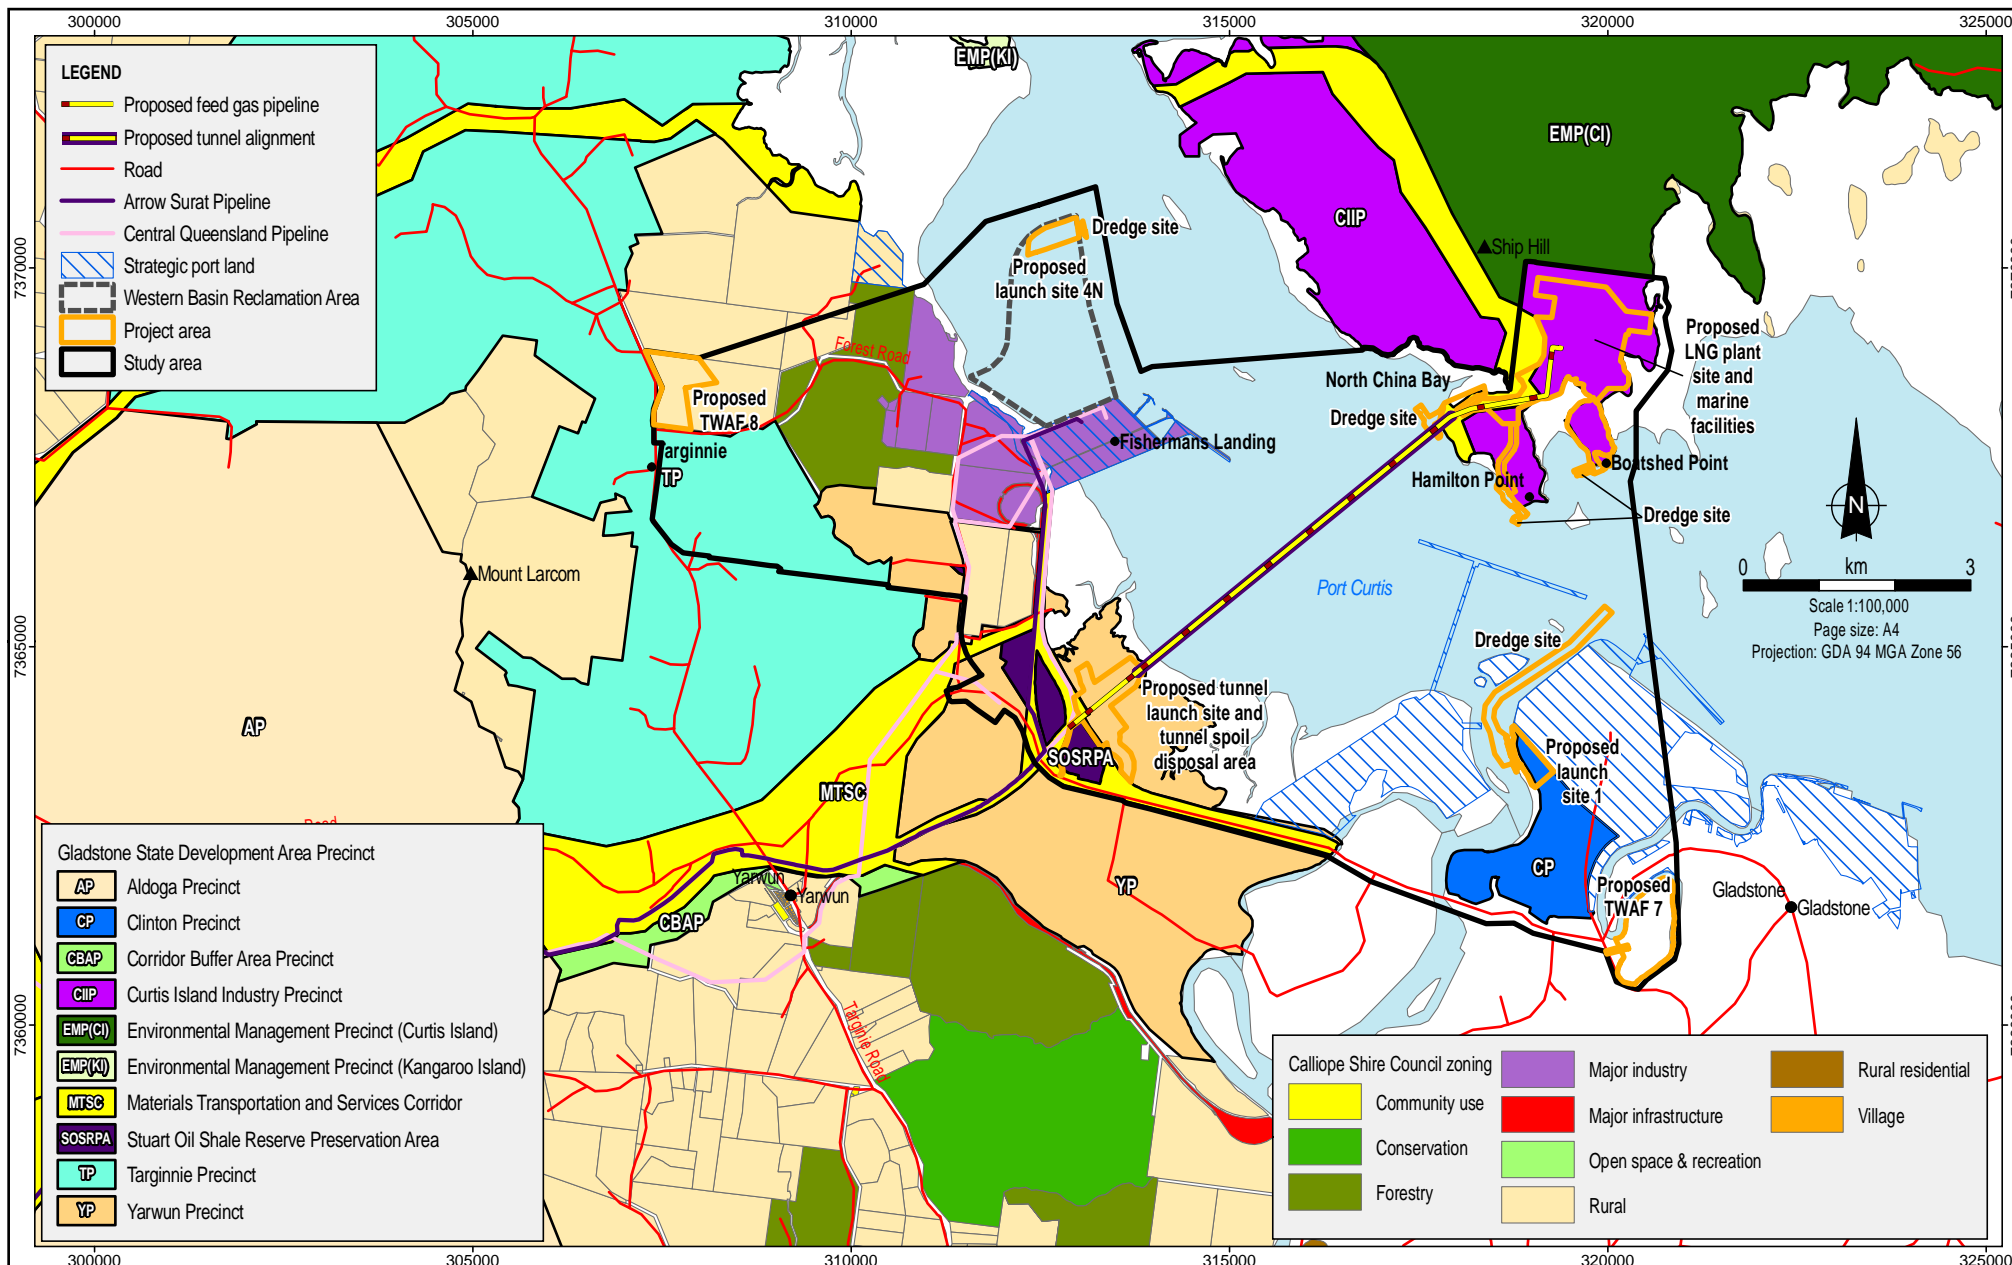 300000
305000
310000
315000
320000
325000
LEGEND
Proposed feed gas pipeline
Proposed tunnel alignment
Road
Arrow Surat Pipeline
Central Queensland Pipeline
Strategic port land
Western Basin Reclamation Area
Project area
Study area
EMP(KI)
EMP(CI)
CIIP
Ship Hill
Dredge site
Proposed
launch site 4N
7370000
Forest Road
North China Bay
Dredge site
Proposed
LNG plant
site and
marine
facilities
Proposed
TWAF 8
Targinnie
TP
Fishermans Landing
Boatshed Point
Hamilton Point
Dredge site
N
0
km
3
Scale 1:100,000
Page size: A4
Projection: GDA 94 MGA Zone 56
Mount Larcom
Port Curtis
7365000
Dredge site
Proposed tunnel
launch site and
tunnel spoil
disposal area
AP
SOSRPA
Proposed
launch
site 1
MTSC
Road
CP
YP
Proposed
TWAF 7
Gladstone
Gladstone
Yarwun
Yarwun
CBAP
Targinie Road
7360000
Gladstone State Development Area Precinct
AP Aldoga Precinct
CP Clinton Precinct
CBAP Corridor Buffer Area Precinct
CIIP Curtis Island Industry Precinct
EMP(CI) Environmental Management Precinct (Curtis Island)
EMP(KI) Environmental Management Precinct (Kangaroo Island)
MTSC Materials Transportation and Services Corridor
SOSRPA Stuart Oil Shale Reserve Preservation Area
TP Targinnie Precinct
YP Yarwun Precinct
Calliope Shire Council zoning
Community use
Conservation
Forestry
Major industry
Major infrastructure
Open space & recreation
Rural
Rural residential
Village
300000
305000
310000
315000
320000
325000